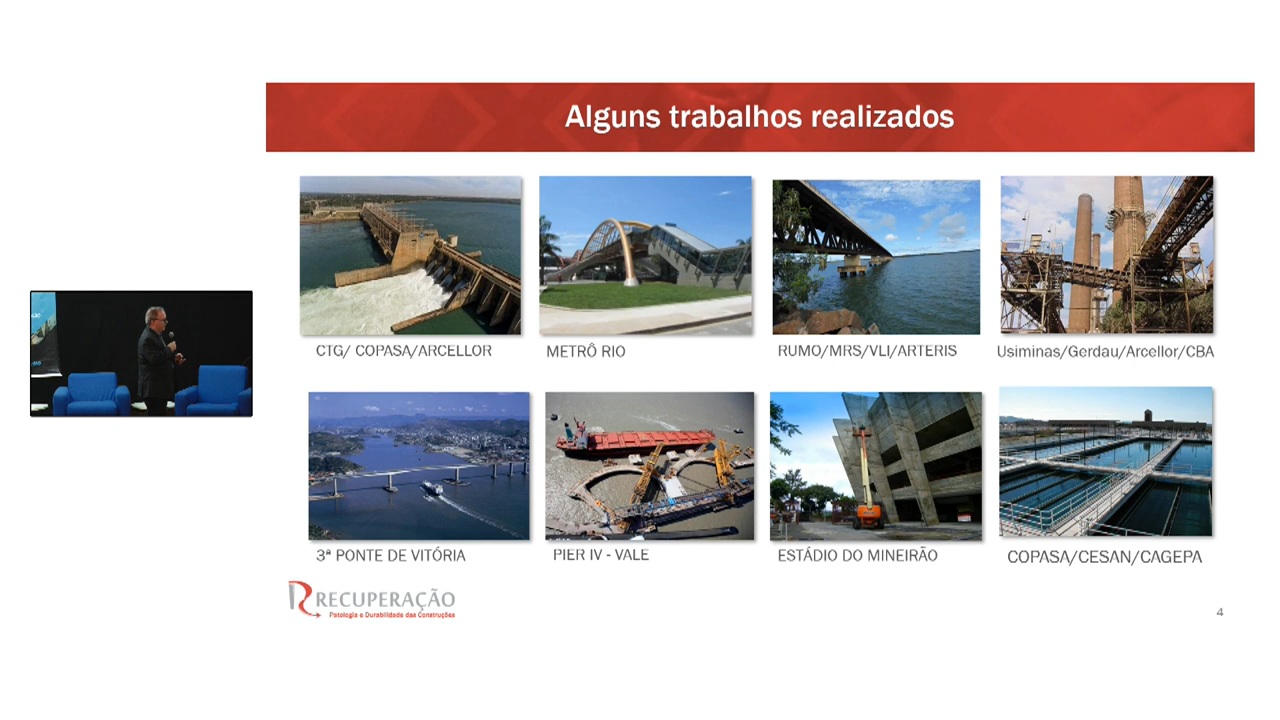 Alguns trabalhos realizados
CTG/ COPASA/ARCELLOR
METRÔ RIO
RUMO/MRS/VLI/ARTERIS
Usiminas/Gerdau/Arcellor/CBA
3ª PONTE DE VITÓRIA
PIER IV - VALE
ESTÁDIO DO MINEIRÃO
COPASA/CESAN/CAGEPA
RECUPERAÇÃO
Patologia e Durabilidade das Construções
4